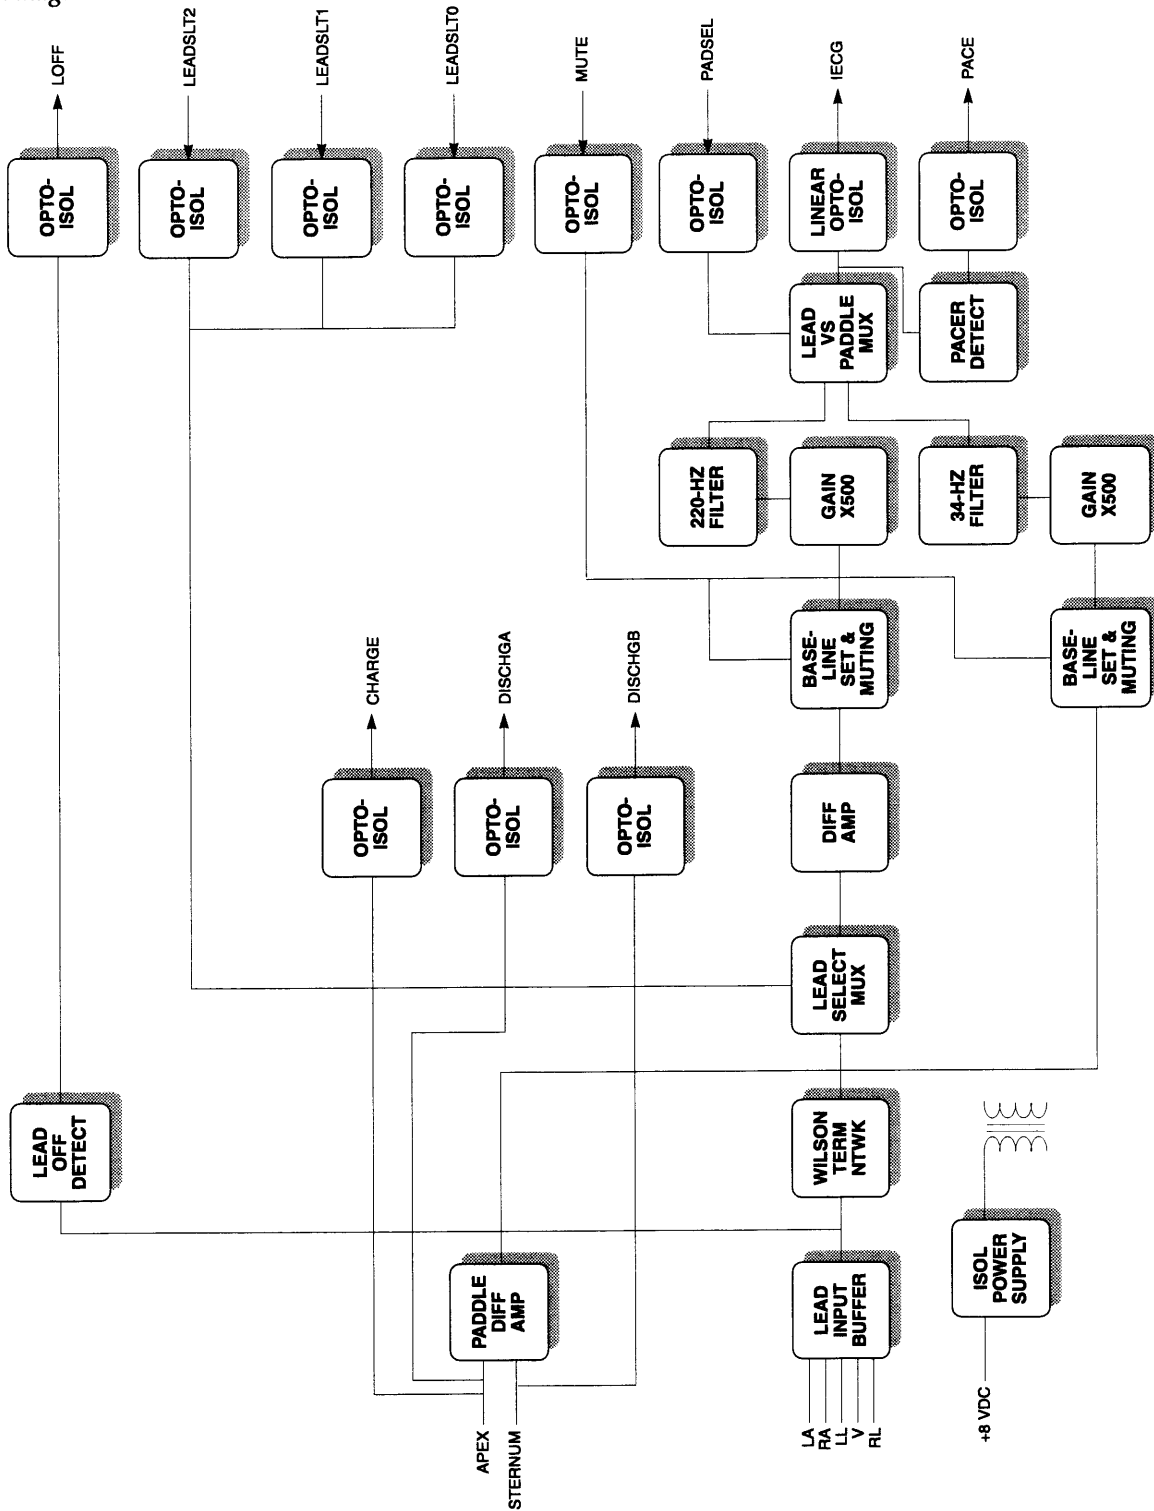 LOFF
LEADSLT2
LEADSLT1
LEADSLT0
MUTE
PADSEL
IECG
PACE
OPTO-
ISOL
OPTO-
ISOL
OPTO-
ISOL
OPTO-
ISOL
OPTO-
ISOL
OPTO-
ISOL
LINEAR
OPTO-
ISOL
OPTO-
ISOL
LEAD
VS
PADDLE
MUX
PACER
DETECT
220-HZ
FILTER
GAIN
X500
34-HZ
FILTER
GAIN
X500
CHARGE
DISCHGA
DISCHGB
BASE-
LINE
SET &
MUTING
BASE-
LINE
SET &
MUTING
OPTO-
ISOL
OPTO-
ISOL
OPTO-
ISOL
DIFF
AMP
LEAD
SELECT
MUX
LEAD
OFF
DETECT
WILSON
TERM
NTWK
PADDLE
DIFF
AMP
LEAD
INPUT
BUFFER
ISOL
POWER
SUPPLY
APEX
STERNUM
LA
RA
LL
V
RL
+8 VDC